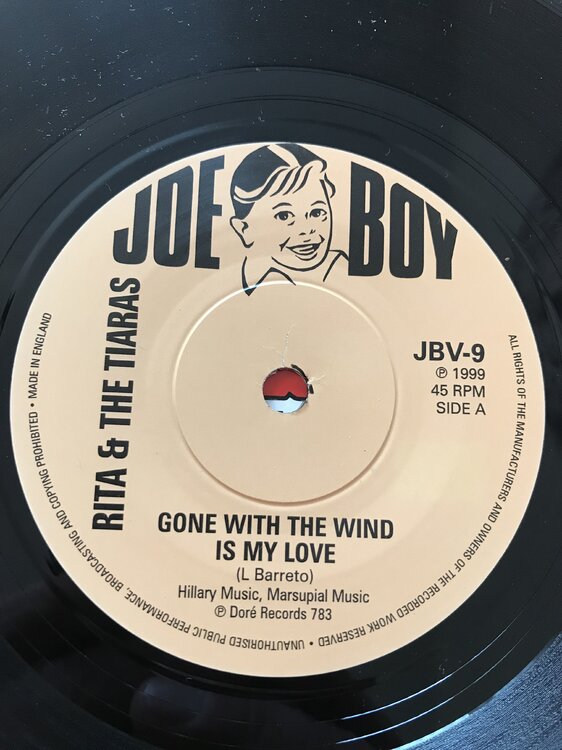 JOE BOY
RITA & THE TIARAS
JBV-9
℗ 1999
45 RPM
SIDE A
GONE WITH THE WIND
IS MY LOVE
(L Barreto)
Hillary Music, Marsupial Music
℗ Doré Records 783
ALL RIGHTS OF THE MANUFACTURERS AND OWNERS OF THE RECORDED WORK RESERVED • UNAUTHORISED PUBLIC PERFORMANCE, BROADCASTING AND COPYING PROHIBITED • MADE IN ENGLAND